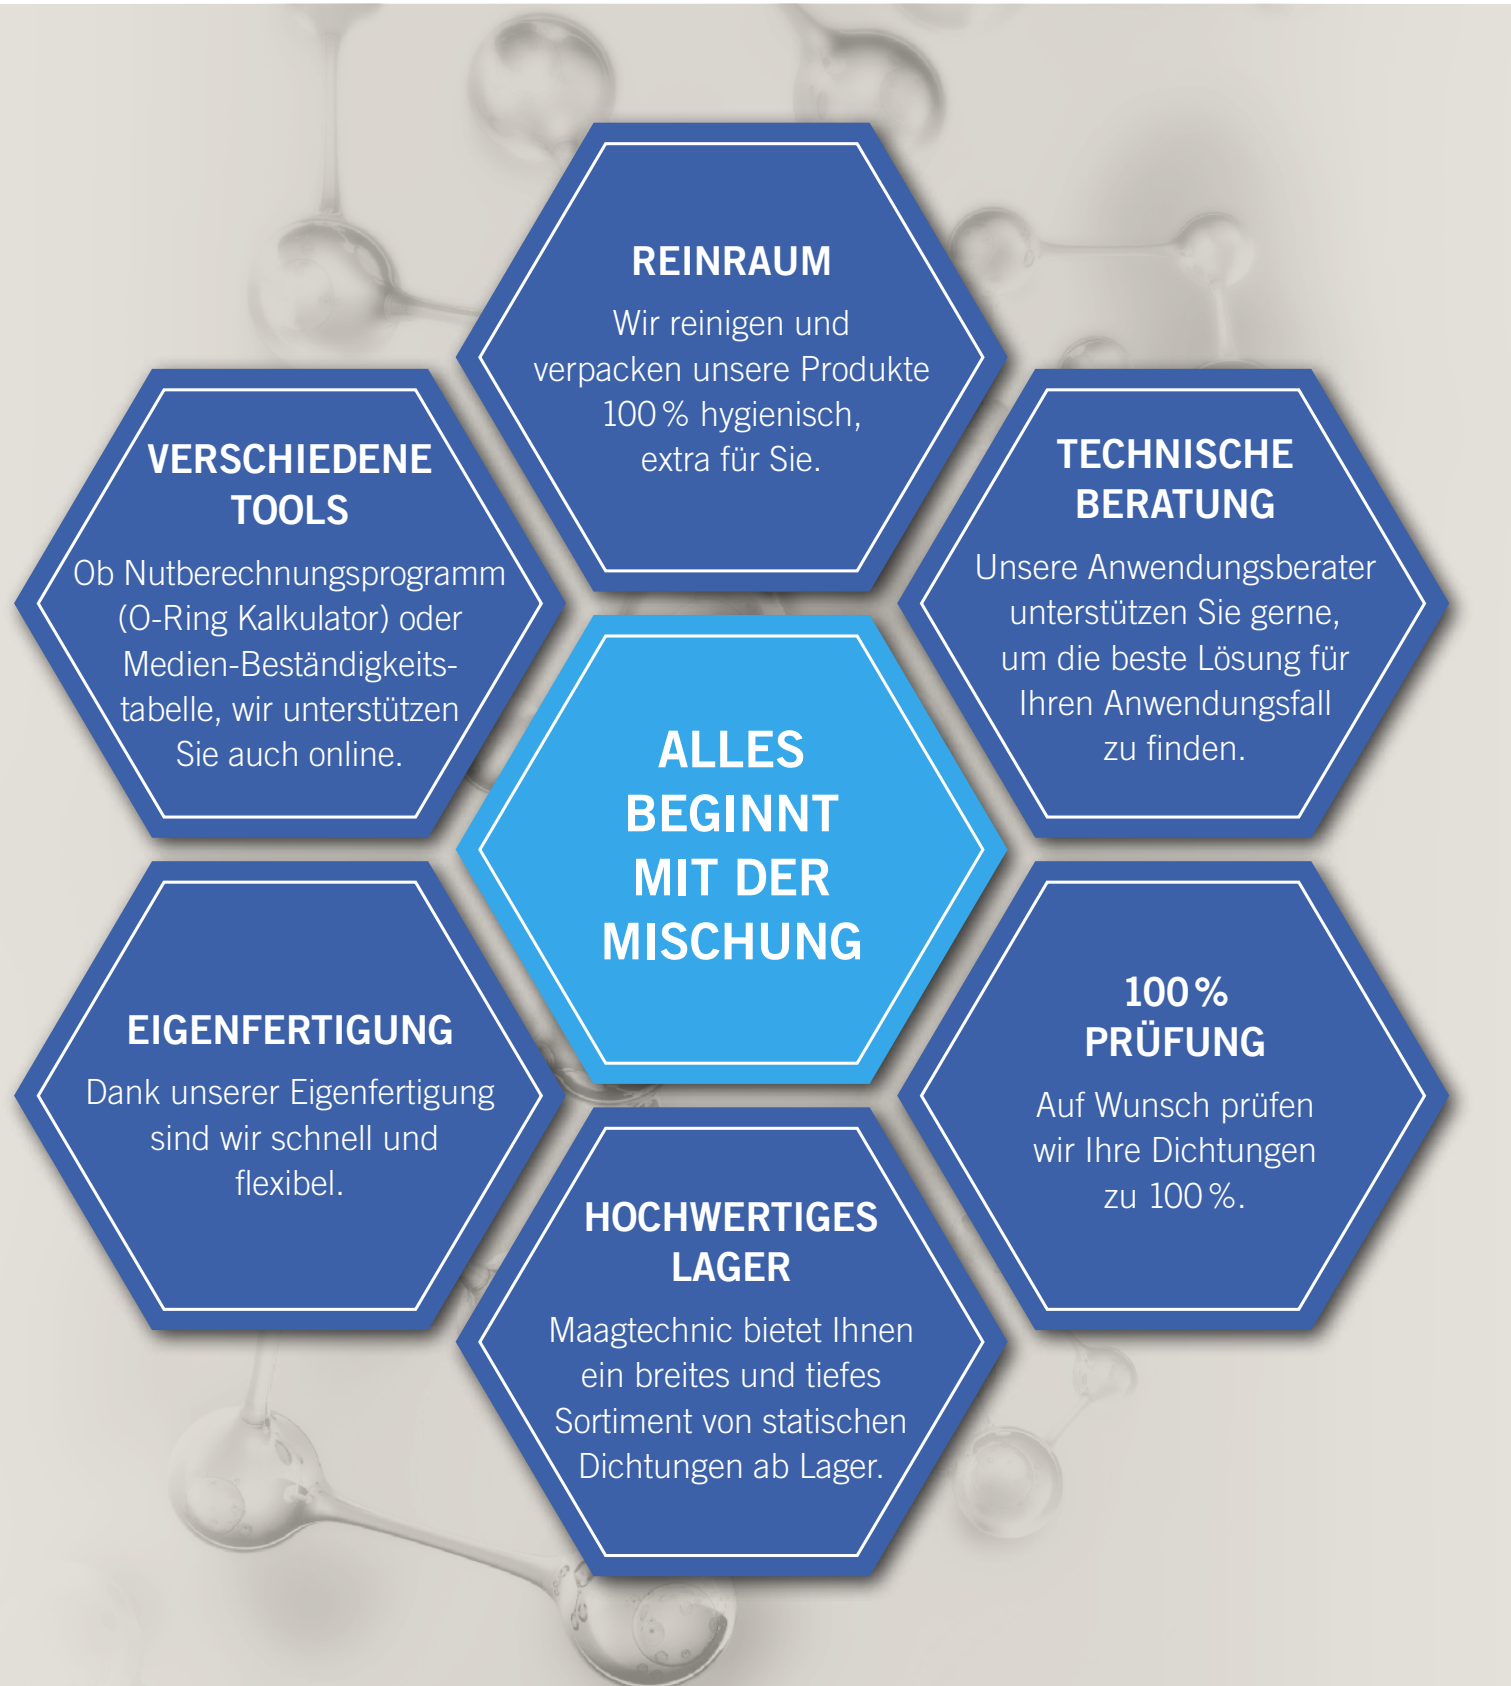 REINRAUM
Wir reinigen und
verpacken unsere Produkte
100 % hygienisch,
extra für Sie.
VERSCHIEDENE
TOOLS
Ob Nutberechnungsprogramm
(O-Ring Kalkulator) oder
Medien-Beständigkeits-
tabelle, wir unterstützen
Sie auch online.
TECHNISCHE
BERATUNG
Unsere Anwendungsberater
unterstützen Sie gerne,
um die beste Lösung für
Ihren Anwendungsfall
zu finden.
ALLES
BEGINNT
MIT DER
MISCHUNG
EIGENFERTIGUNG
Dank unserer Eigenfertigung
sind wir schnell und
flexibel.
100 %
PRÜFUNG
Auf Wunsch prüfen
wir Ihre Dichtungen
zu 100 %.
HOCHWERTIGES
LAGER
Maagtechnic bietet Ihnen
ein breites und tiefes
Sortiment von statischen
Dichtungen ab Lager.